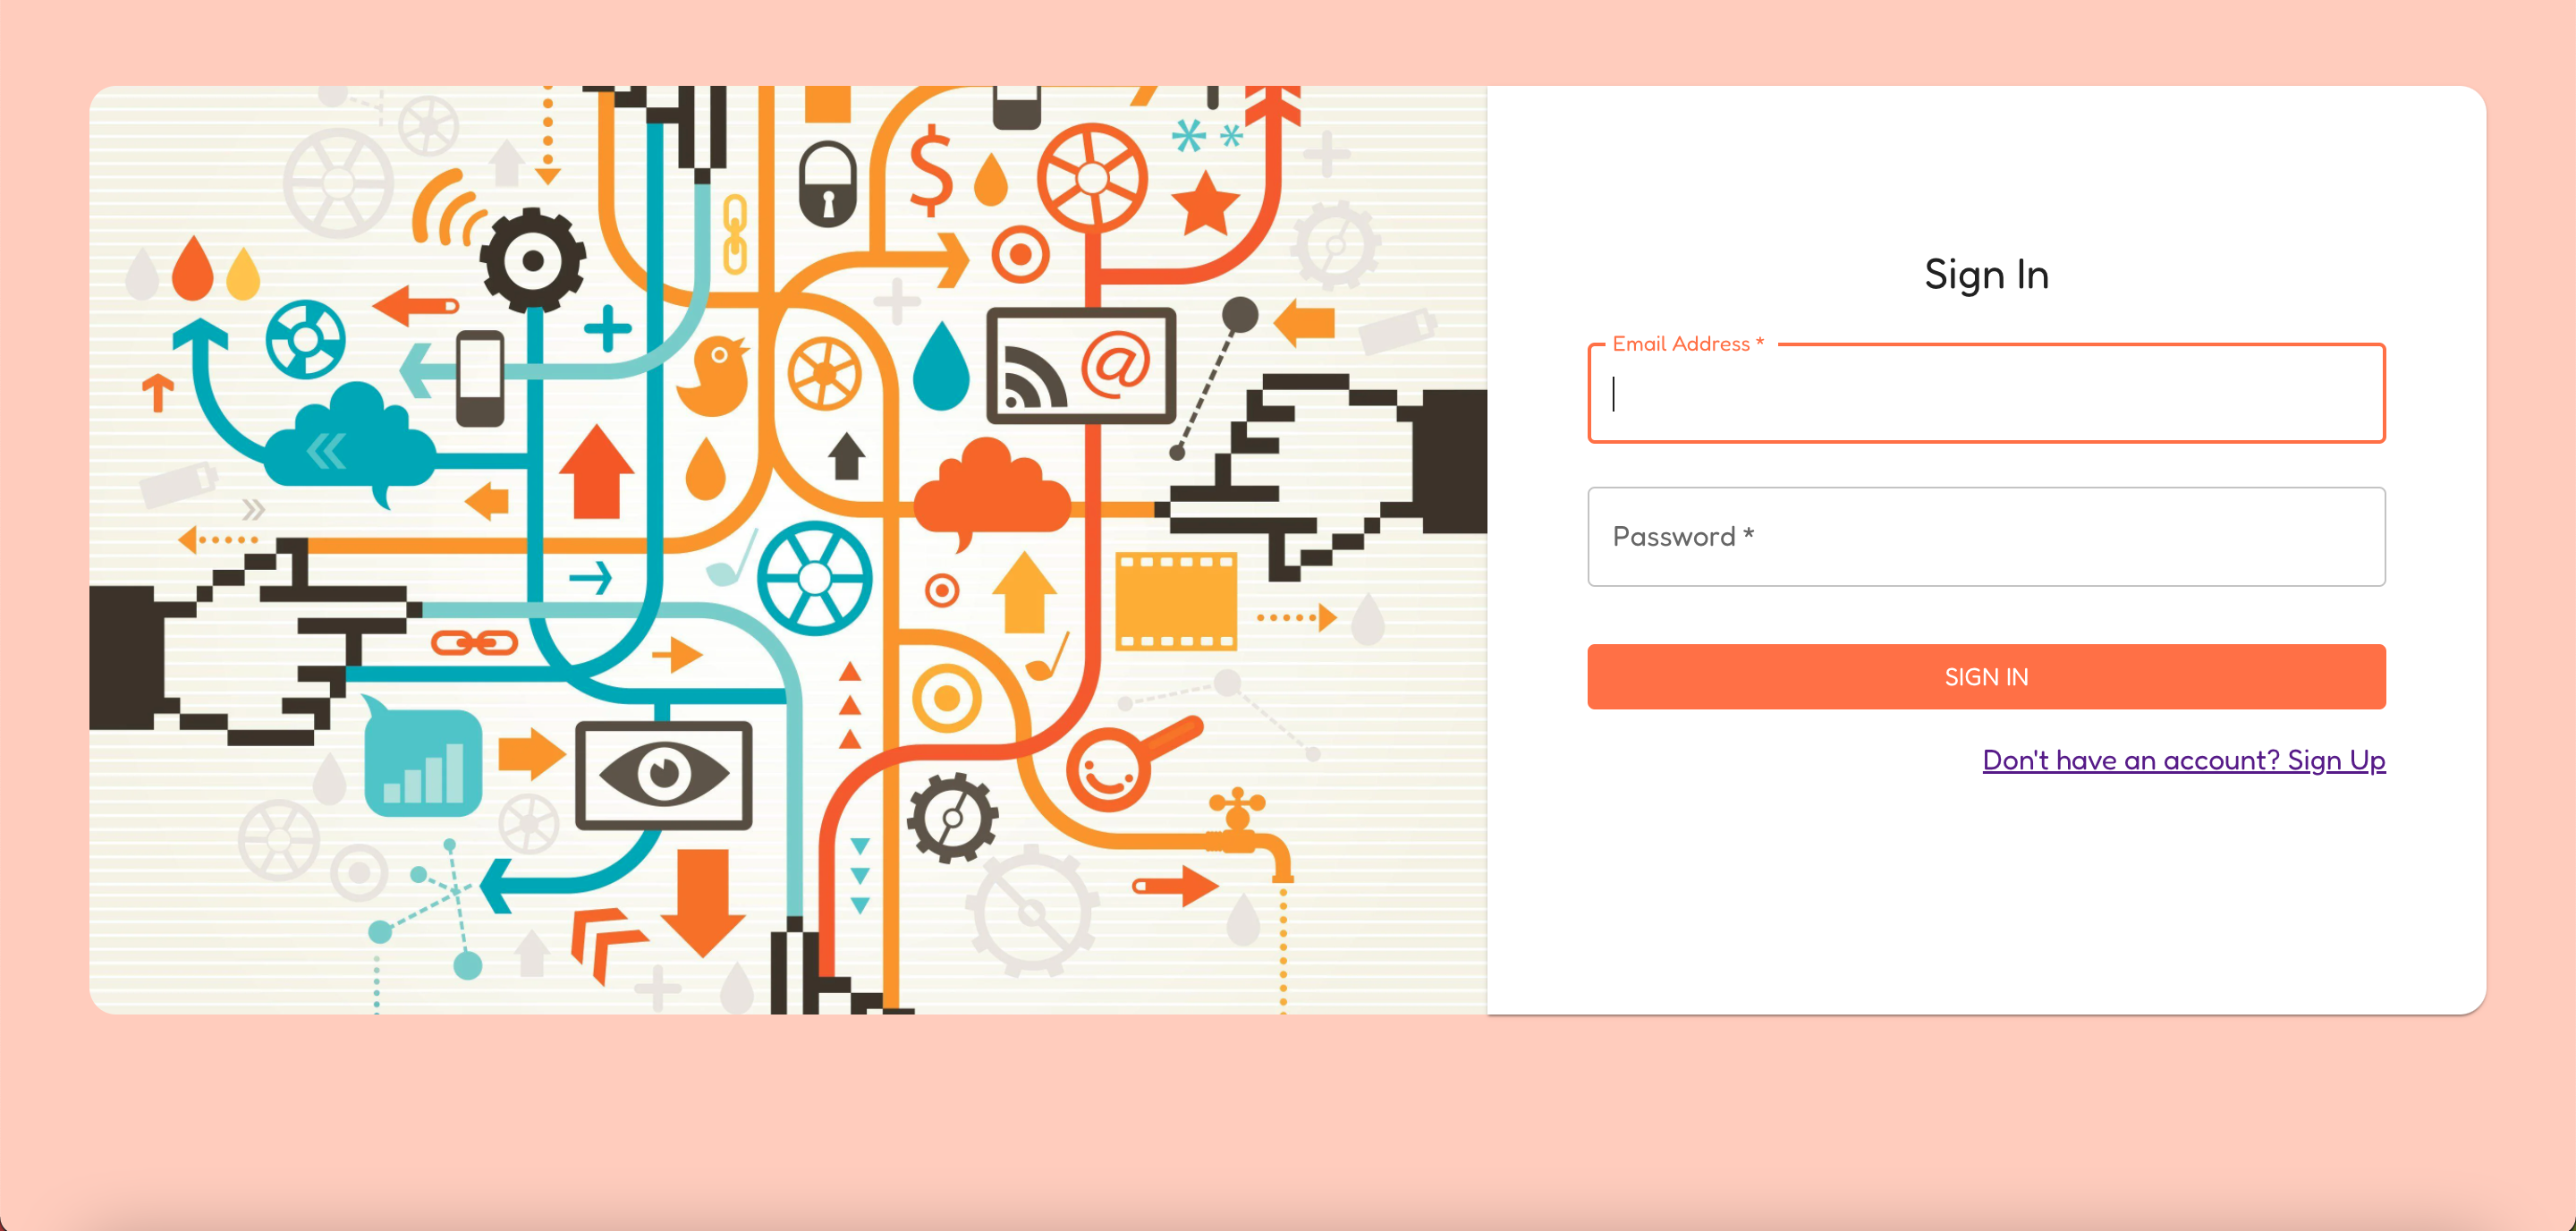 $
@
Sign In
Email Address *
Password *
SIGN IN
Don't have an account? Sign Up